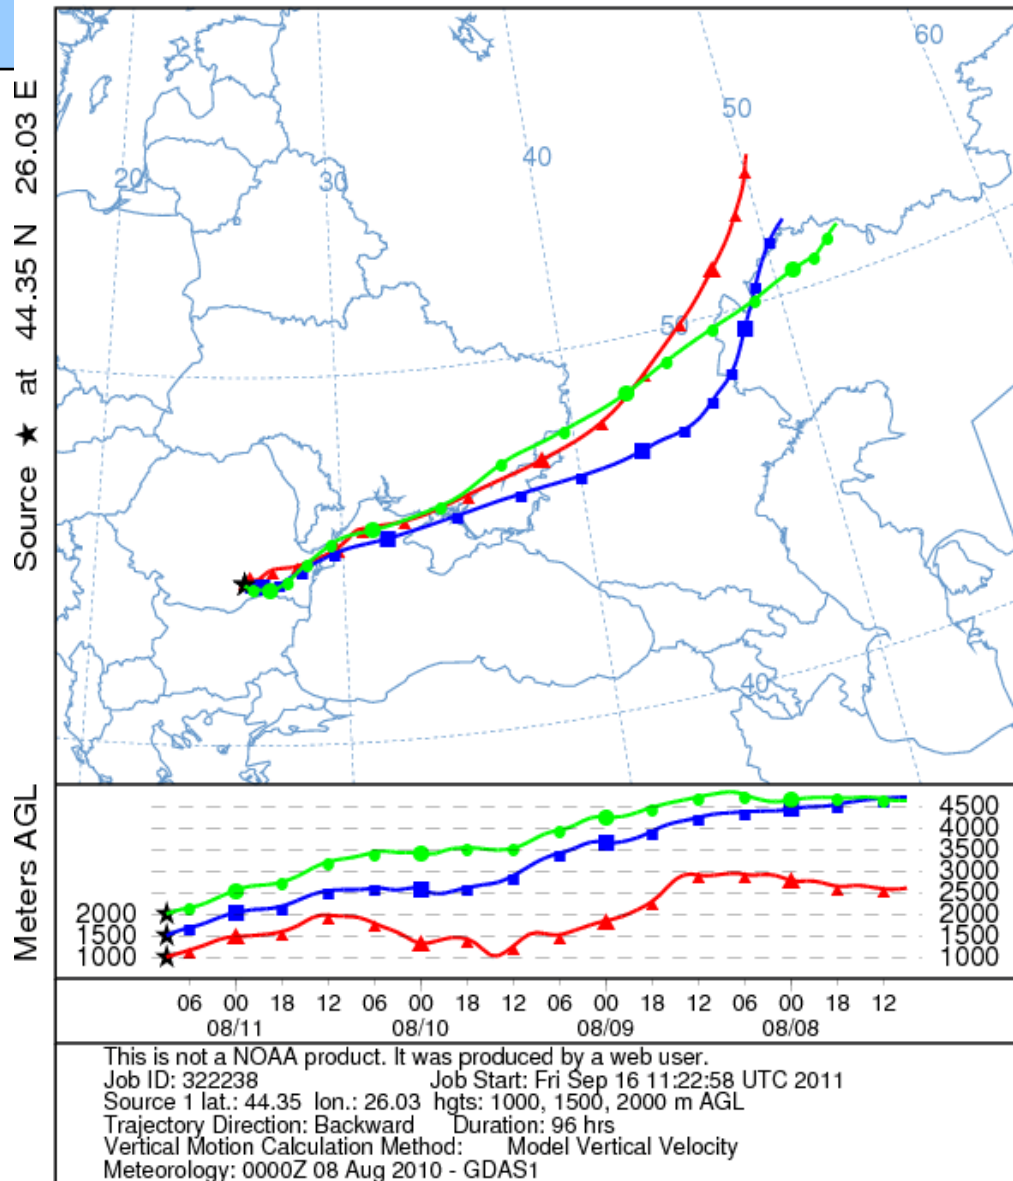 Source ★ at 44.35 N 26.03 E
60
50
40
20
30
50
40
Meters AGL
4500
4000
3500
3000
2500
2000 2000
1500 1500
1000 1000
06 00 18 12 06 00 18 12 06 00 18 12 06 00 18 12
08/11 08/10 08/09 08/08
This is not a NOAA product. It was produced by a web user.
Job ID: 322238 Job Start: Fri Sep 16 11:22:58 UTC 2011
Source 1 lat.: 44.35 lon.: 26.03 hgts: 1000, 1500, 2000 m AGL
Trajectory Direction: Backward Duration: 96 hrs
Vertical Motion Calculation Method: Model Vertical Velocity
Meteorology: 0000Z 08 Aug 2010 - GDAS1